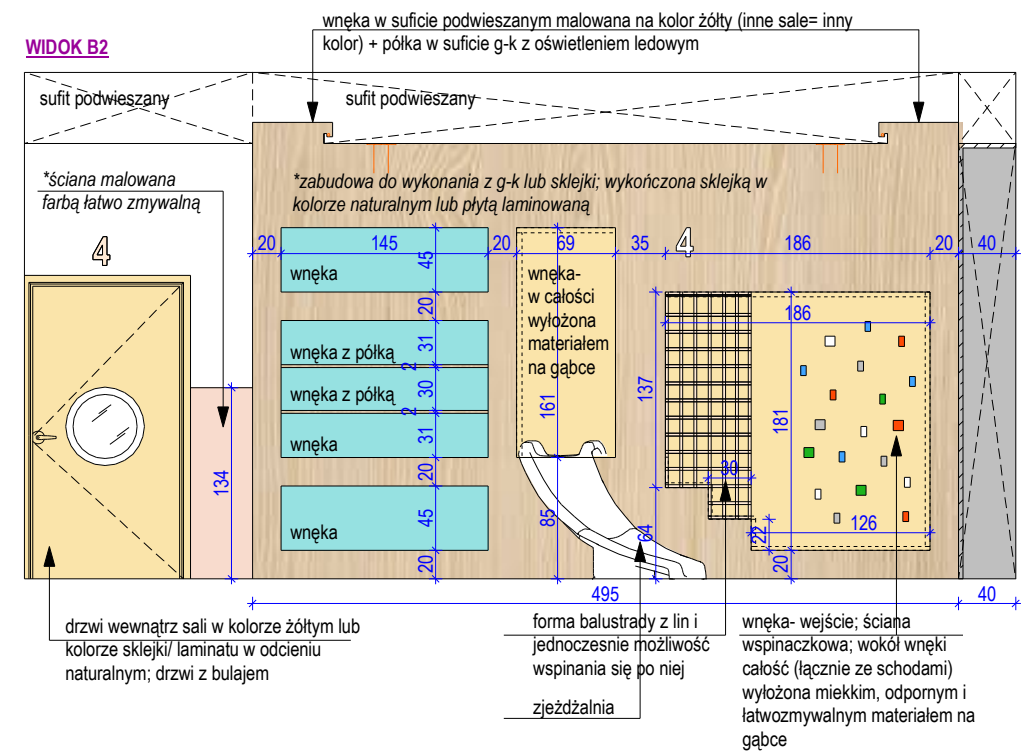 wnęka w suficie podwieszanym malowana na kolor żółty (inne sale= inny
kolor) + półka w suficie g-k z oświetleniem ledowym
WIDOK B2
sufit podwieszany
sufit podwieszany
*ściana malowana
farbą łatwo zmywalną
*zabudowa do wykonania z g-k lub sklejki; wykończona sklejką w
kolorze naturalnym lub płytą laminowaną
4
4
20
145
20
69
35
186
20
40
45
wnęka
20
wnęka z półką
31
2
wnęka z półką
30
2
wnęka
31
20
wnęka
45
20
wnęka-
w całości
wyłożona
materiałem
na gąbce
161
85
137
64
186
181
30
126
22
20
134
495
40
drzwi wewnątrz sali w kolorze żółtym lub
kolorze sklejki/ laminatu w odcieniu
naturalnym; drzwi z bulajem
forma balustrady z lin i
jednoczesnie możliwość
wspinania się po niej
zjeżdżalnia
wnęka- wejście; ściana
wspinaczkowa; wokół wnęki
całość (łącznie ze schodami)
wyłożona miekkim, odpornym i
łatwozmywalnym materiałem na
gąbce